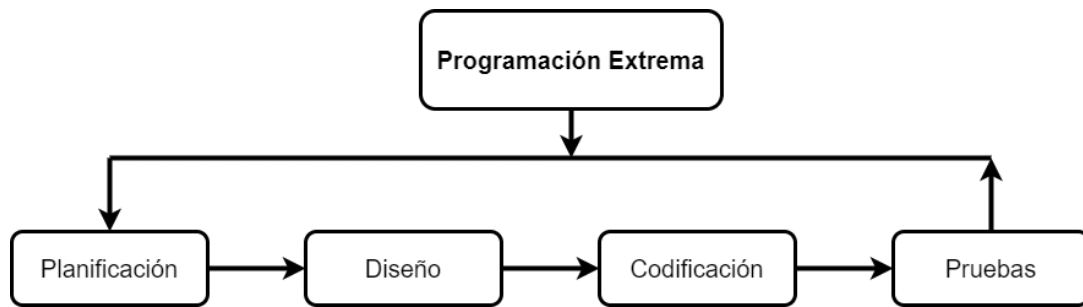 Programación Extrema
Planificación
Diseño
Codificación
Pruebas